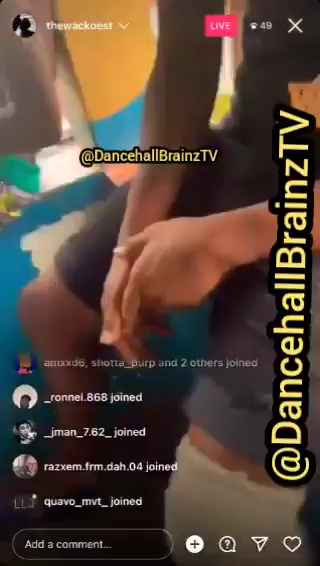 thewackoest
LIVE
49
@DancehallBrainzTV
@DancehallBrainzTV
amxxd6, shotta_purp and 2 others joined
_ronnel.868 joined
_jman_7.62_ joined
razxem.frm.dah.04 joined
quavo_mvt_ joined
Add a comment...